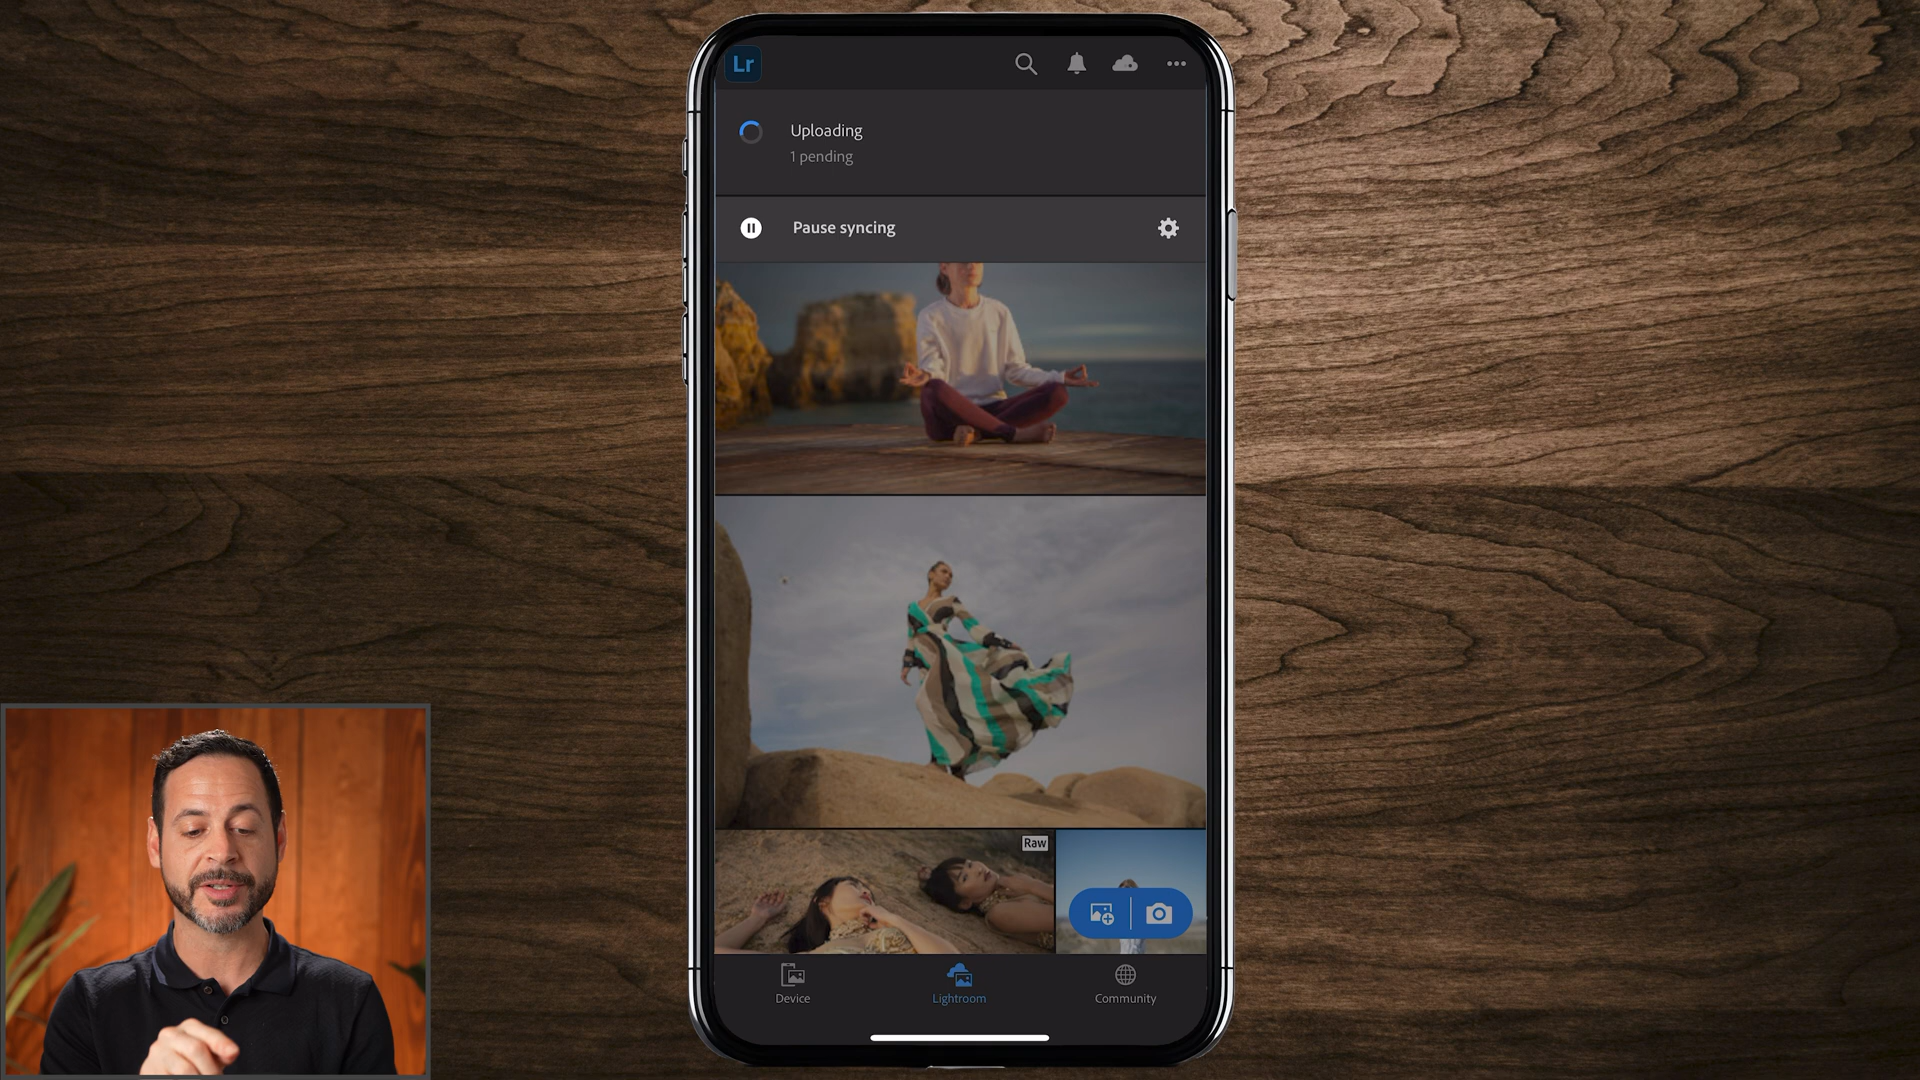 Lr
Uploading
1 pending
Pause syncing
Raw
Device
Lightroom
Community